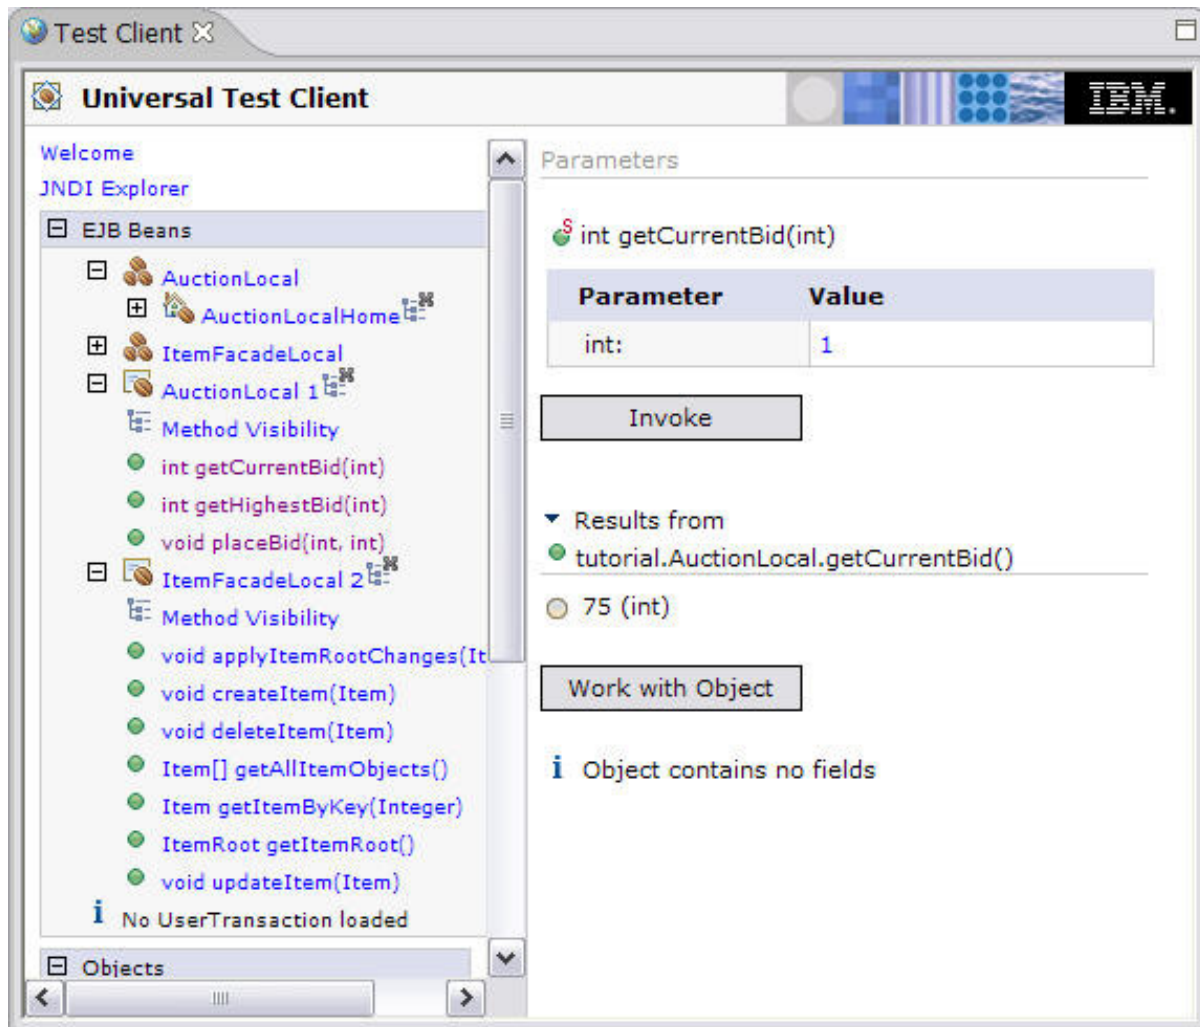 Test Client
Universal Test Client
IBM.
Welcome
JNDI Explorer
EJB Beans
AuctionLocal
AuctionLocalHome
ItemFacadeLocal
AuctionLocal 1
Method Visibility
int getCurrentBid(int)
int getHighestBid(int)
void placeBid(int, int)
ItemFacadeLocal 2
Method Visibility
void applyItemRootChanges(It
void createItem(Item)
void deleteItem(Item)
Item[] getAllItemObjects()
Item getItemByKey(Integer)
ItemRoot getItemRoot()
void updateItem(Item)
No UserTransaction loaded
Objects
Parameters
int getCurrentBid(int)
Parameter Value
int: 1
Invoke
Results from
tutorial.AuctionLocal.getCurrentBid()
75 (int)
Work with Object
Object contains no fields